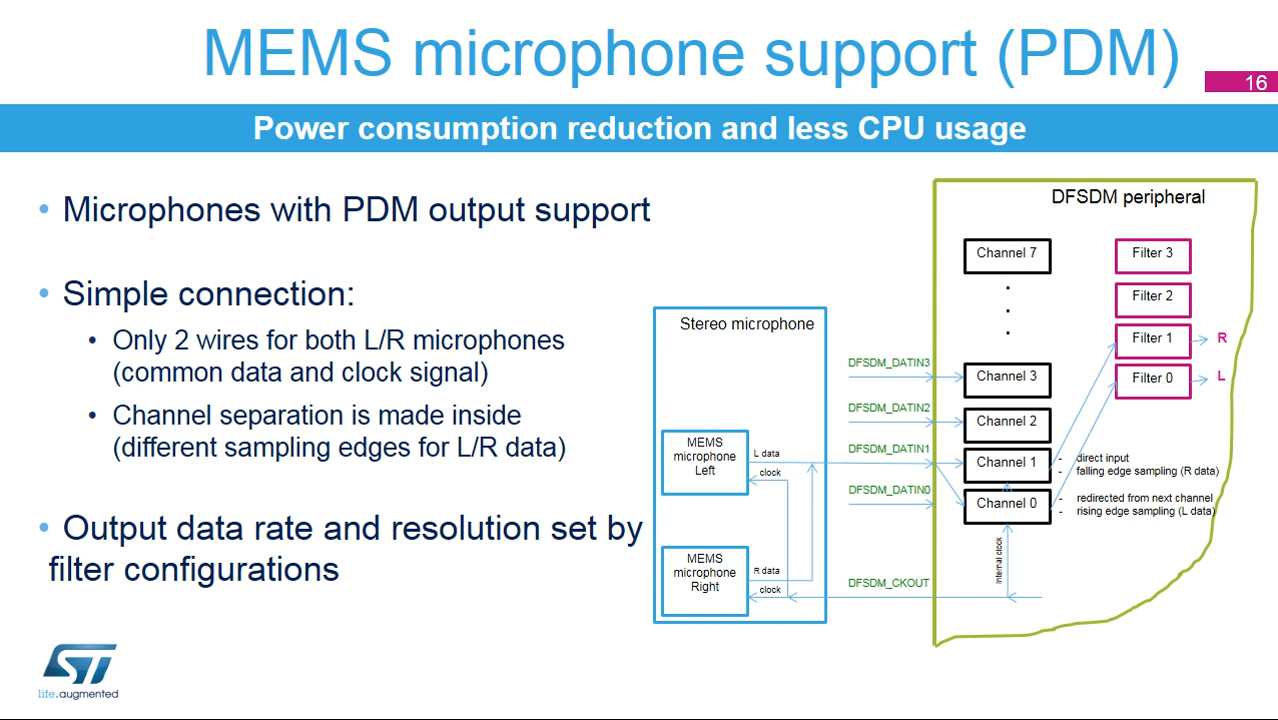 MEMS microphone support (PDM)
16
Power consumption reduction and less CPU usage
• Microphones with PDM output support
• Simple connection:
• Only 2 wires for both L/R microphones
(common data and clock signal)
• Channel separation is made inside
(different sampling edges for L/R data)
• Output data rate and resolution set by
filter configurations
Stereo microphone
MEMS
microphone
Left
L data
clock
MEMS
microphone
Right
R data
clock
DFSDM_DATIN3
DFSDM_DATIN2
DFSDM_DATIN1
DFSDM_DATIN0
DFSDM_CKOUT
DFSDM peripheral
Channel 7
Channel 3
Channel 2
Channel 1
Channel 0
Internal clock
Filter 3
Filter 2
Filter 1
R
Filter 0
L
- direct input
- falling edge sampling (R data)
- redirected from next channel
- rising edge sampling (L data)
ST
life.augmented